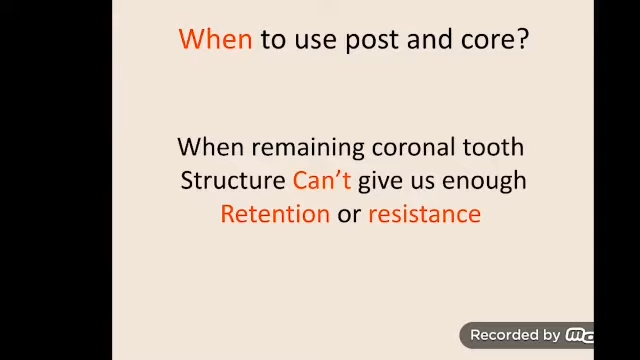 When to use post and core?
When remaining coronal tooth
Structure Can't give us enough
Retention or resistance
Recorded by